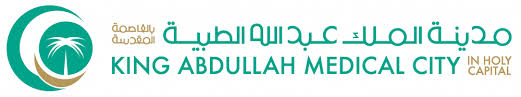 مدينة الملك عبدالله الطبية
بالعاصمة
المقدسة
KING ABDULLAH MEDICAL CITY
IN HOLY
CAPITAL